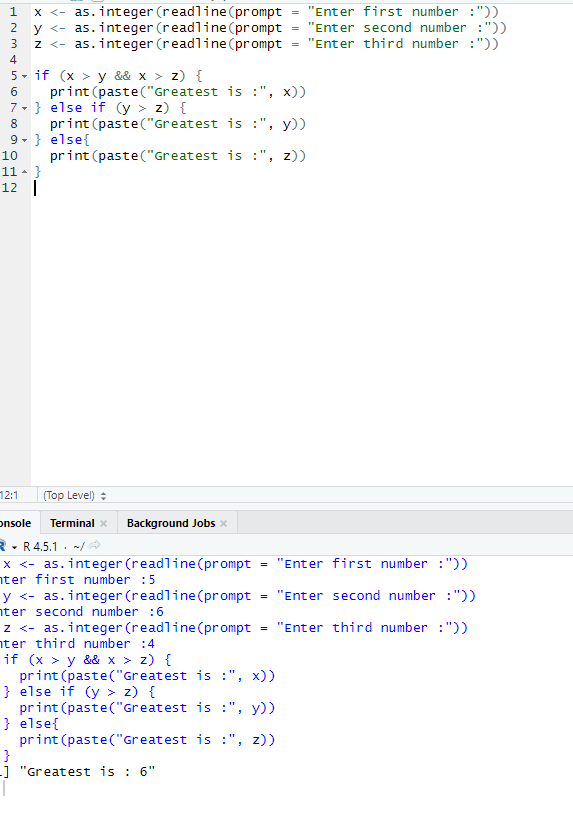 1 x <- as.integer(readline(prompt = "Enter first number :"))
2 y <- as.integer(readline(prompt = "Enter second number :"))
3 z <- as.integer(readline(prompt = "Enter third number :"))
4
5 if (x > y && x > z) {
6 print(paste("Greatest is :", x))
7 } else if (y > z) {
8 print(paste("Greatest is :", y))
9 } else{
10 print(paste("Greatest is :", z))
11 }
12
12:1 (Top Level)
onsole Terminal Background Jobs
R 4.5.1 · ~/
x <- as.integer(readline(prompt = "Enter first number :"))
nter first number :5
y <- as.integer(readline(prompt = "Enter second number :"))
nter second number :6
z <- as.integer(readline(prompt = "Enter third number :"))
nter third number :4
if (x > y && x > z) {
print(paste("Greatest is :", x))
} else if (y > z) {
print(paste("Greatest is :", y))
} else{
print(paste("Greatest is :", z))
}
] "Greatest is : 6"